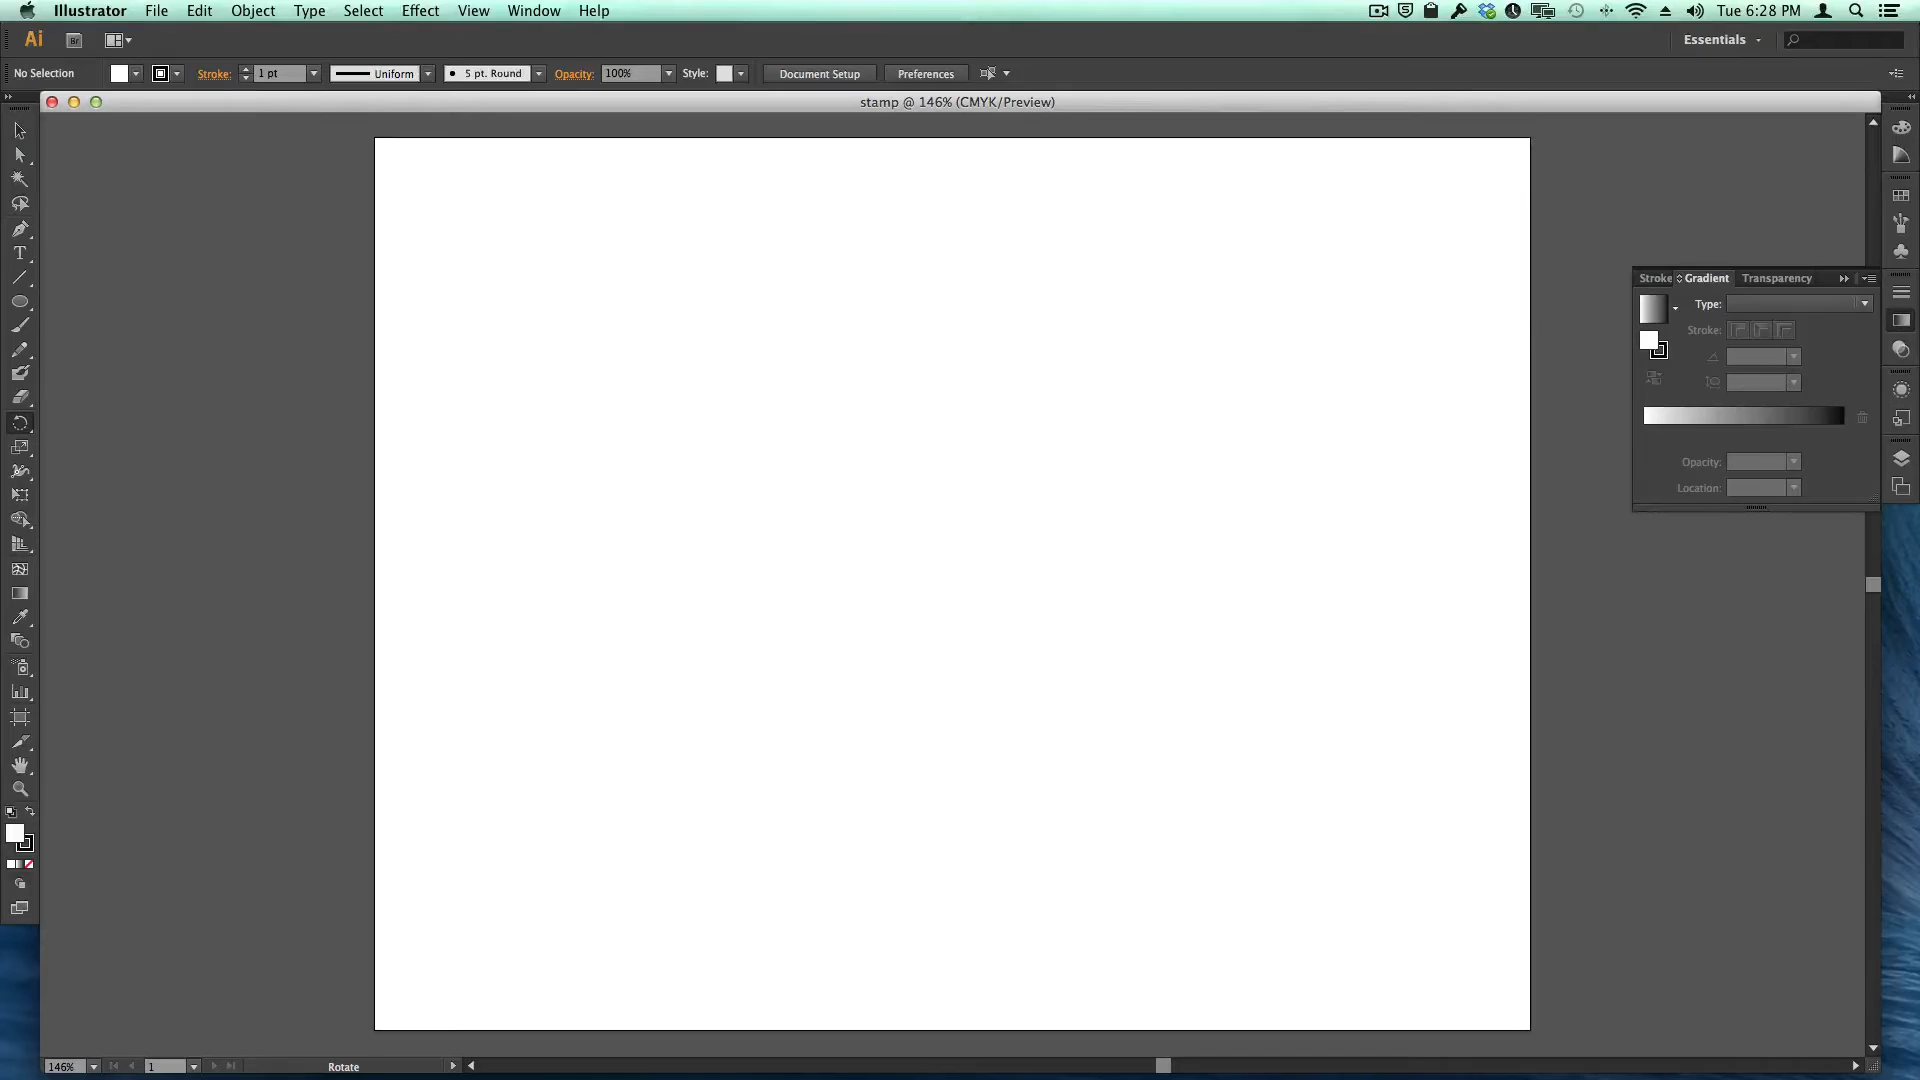 Illustrator File Edit Object Type Select Effect View Window Help Tue 6:28 PM
Ai Br Essentials
No Selection Stroke: 1 pt Uniform 5 pt. Round Opacity: 100% Style: Document Setup Preferences
stamp @ 146% (CMYK/Preview)
Stroke Gradient Transparency
Type:
Stroke:
Opacity:
Location:
146% 1 Rotate